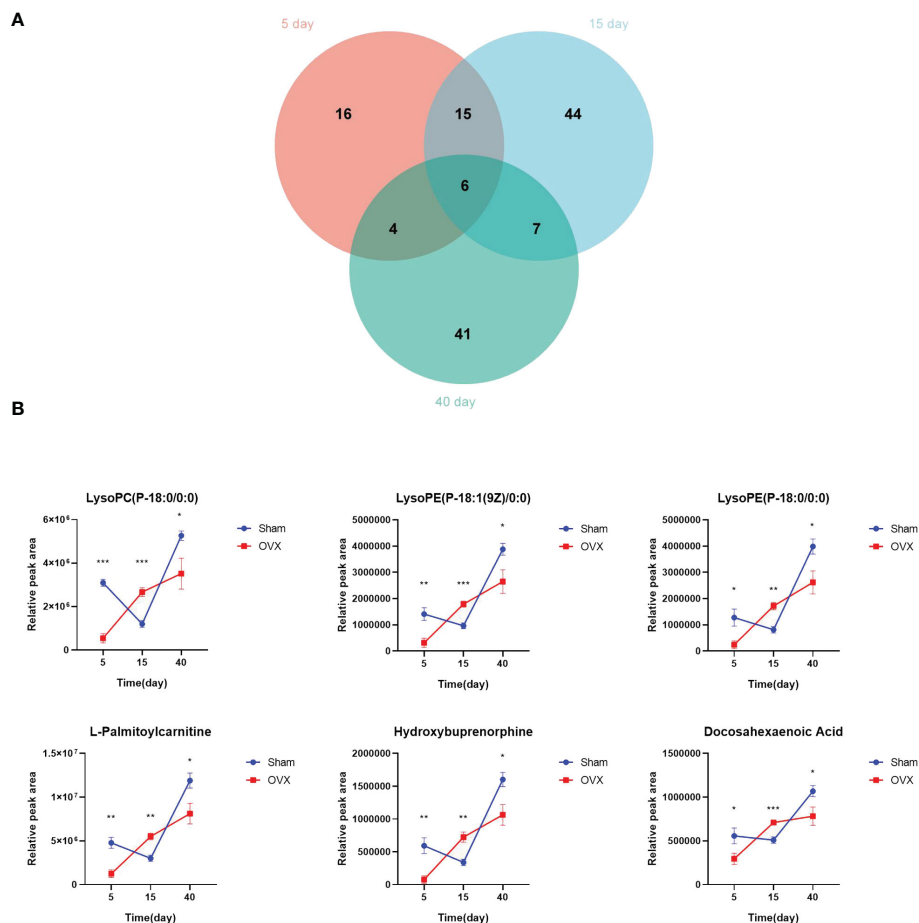 A
5 day
15 day
16
15
44
6
4
7
41
40 day
B
LysoPC(P-18:0/0:0)
6×10⁶
4×10⁶
2×10⁶
0
Relative peak area
***
***
*
5
15
40
Time(day)
Sham
OVX
LysoPE(P-18:1(9Z)/0:0)
5000000
4000000
3000000
2000000
1000000
0
Relative peak area
**
***
*
5
15
40
Time(day)
Sham
OVX
LysoPE(P-18:0/0:0)
5000000
4000000
3000000
2000000
1000000
0
Relative peak area
*
**
*
5
15
40
Time(day)
Sham
OVX
L-Palmitoylcarnitine
1.5×10⁷
1×10⁷
5×10⁶
0
Relative peak area
**
**
*
5
15
40
Time(day)
Sham
OVX
Hydroxybuprenorphine
2000000
1500000
1000000
500000
0
Relative peak area
**
**
*
5
15
40
Time(day)
Sham
OVX
Docosahexaenoic Acid
1500000
1000000
500000
0
Relative peak area
*
***
*
5
15
40
Time(day)
Sham
OVX